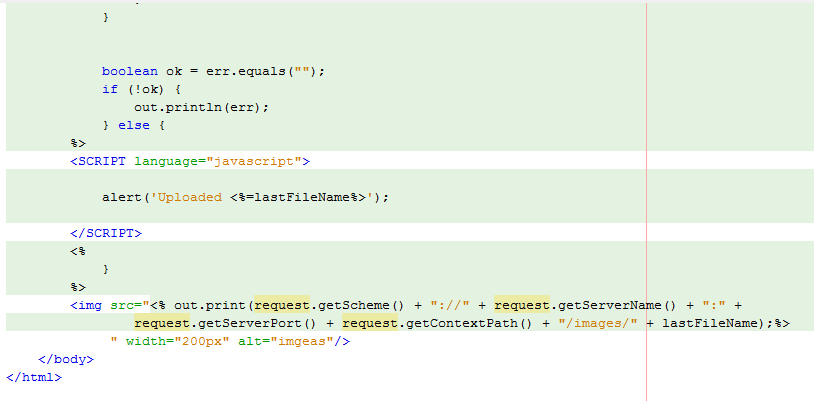 }
boolean ok = err.equals("");
if (!ok) {
out.println(err);
} else {
%>
<SCRIPT language="javascript">
alert('Uploaded <%=lastFileName%>');
</SCRIPT>
<%
}
%>
<img src="<% out.print(request.getScheme() + "://" + request.getServerName() + ":" +
request.getServerPort() + request.getContextPath() + "/images/" + lastFileName);%>
" width="200px" alt="imgeas"/>
</body>
</html>